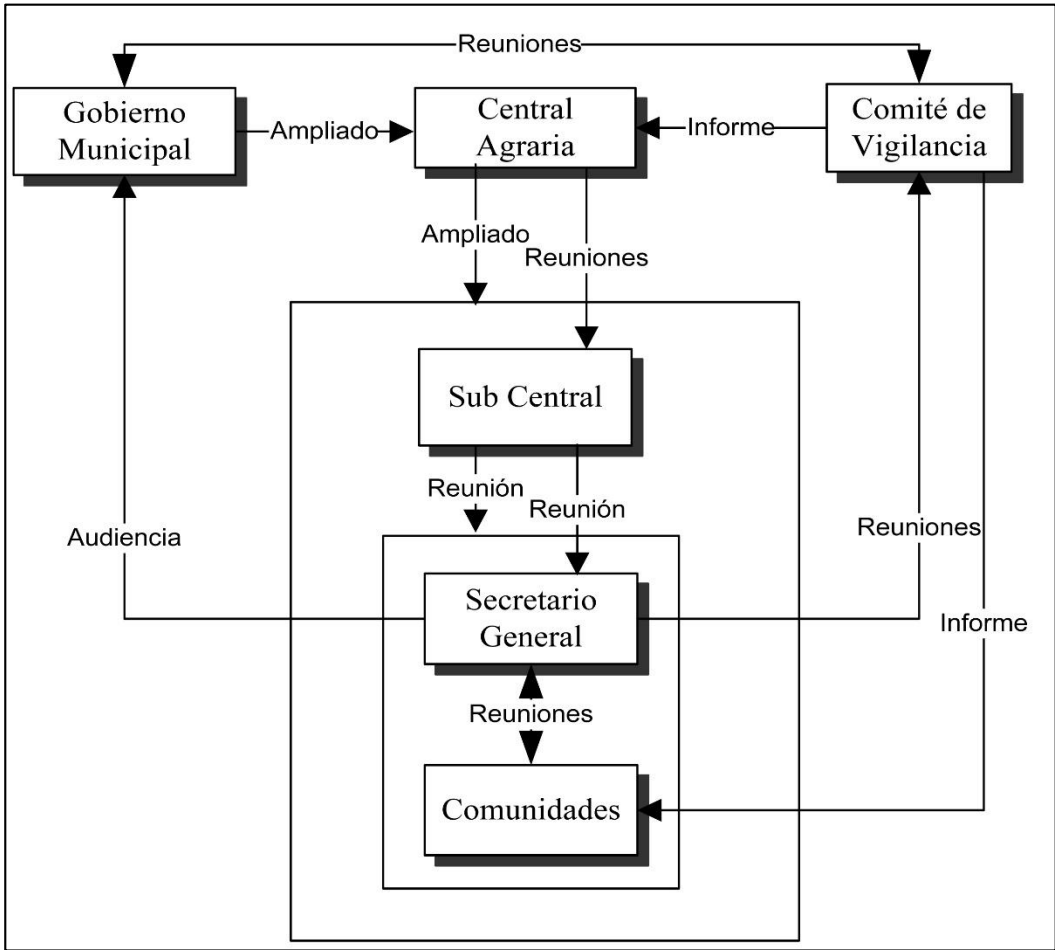 Reuniones
Gobierno
Municipal
Ampliado
Central
Agraria
Informe
Comité de
Vigilancia
Ampliado
Reuniones
Sub Central
Reunión
Reunión
Audiencia
Reuniones
Secretario
General
Informe
Reuniones
Comunidades